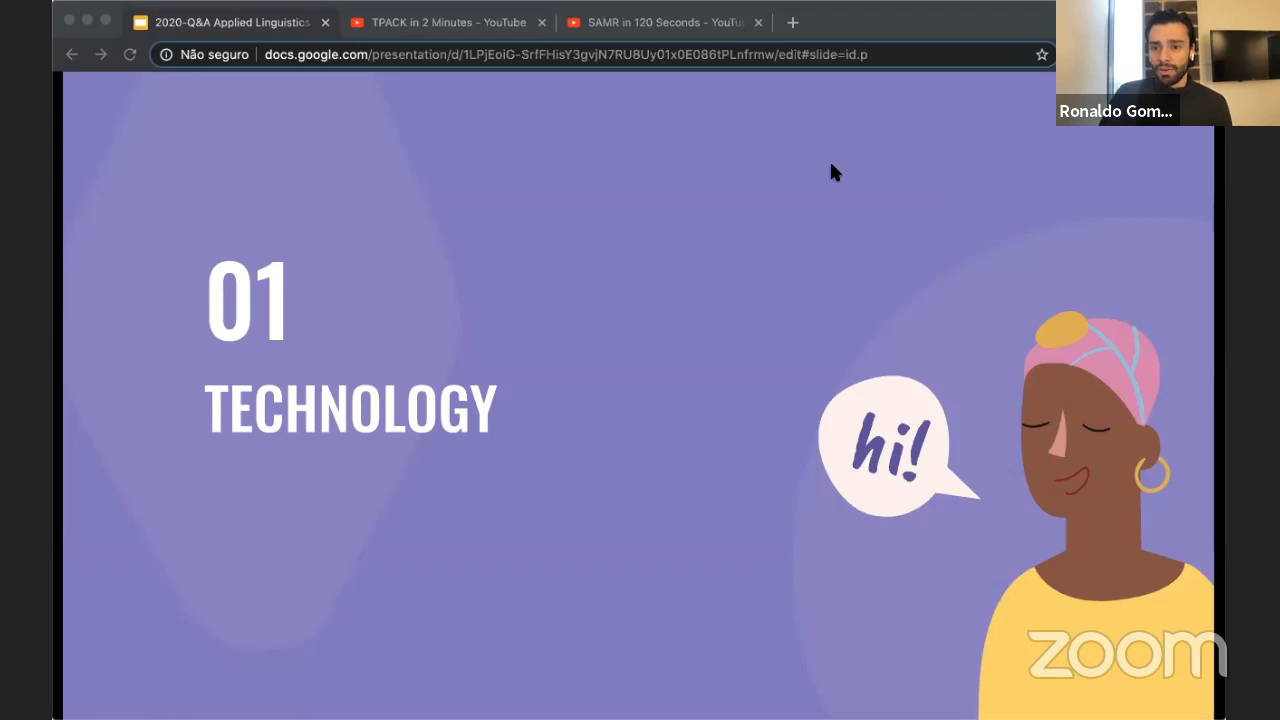 2020-Q&A Applied Linguistics
TPACK in 2 Minutes - YouTube
SAMR in 120 Seconds - YouTu
Não seguro
docs.google.com/presentation/d/1LPjEoiG-SrfFHisY3gvjN7RU8Uy01x0E086tPLnfrmw/edit#slide=id.p
Ronaldo Gom...
01
TECHNOLOGY
hi!
zoom